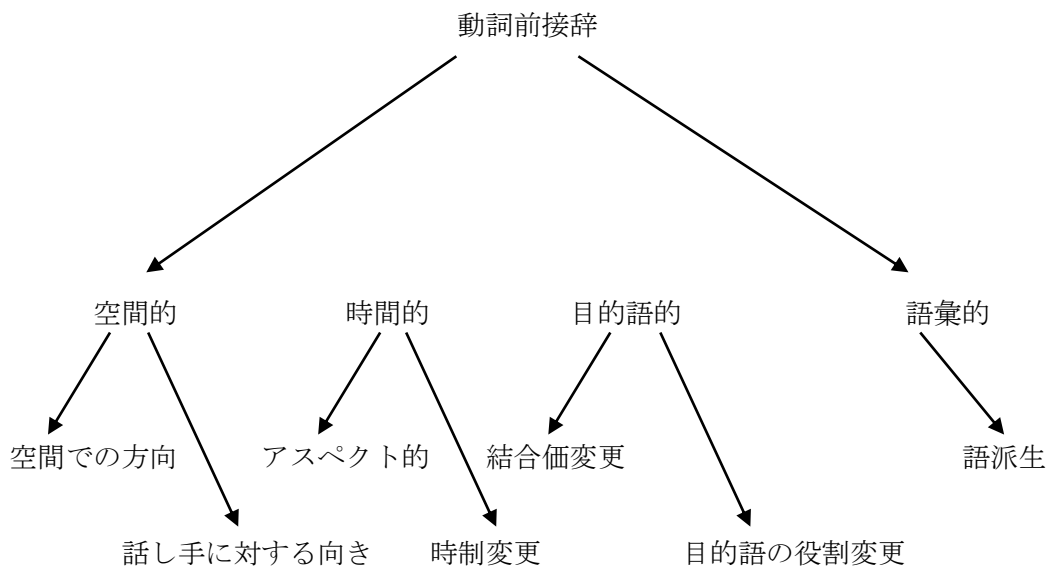 動詞前接辞
空間的 時間的 目的語的 語彙的
空間での方向 アスペクト的 結合価変更 語派生
話し手に対する向き 時制変更 目的語の役割変更